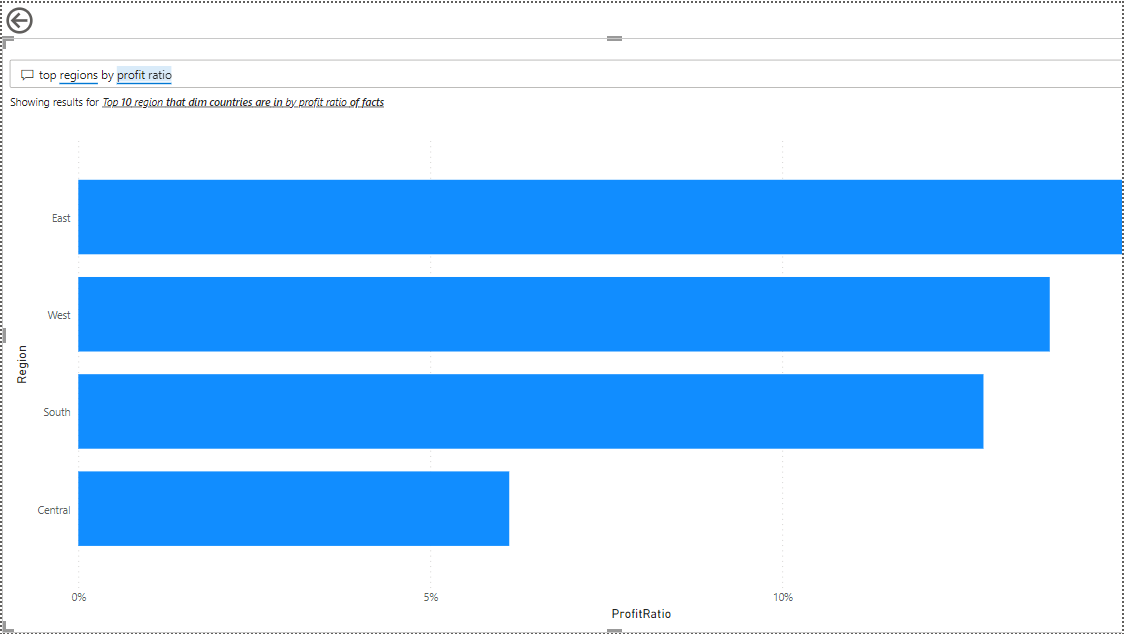 top regions by profit ratio
Showing results for Top 10 region that dim countries are in by profit ratio of facts
East
West
South
Central
Region
0% 5% 10%
ProfitRatio